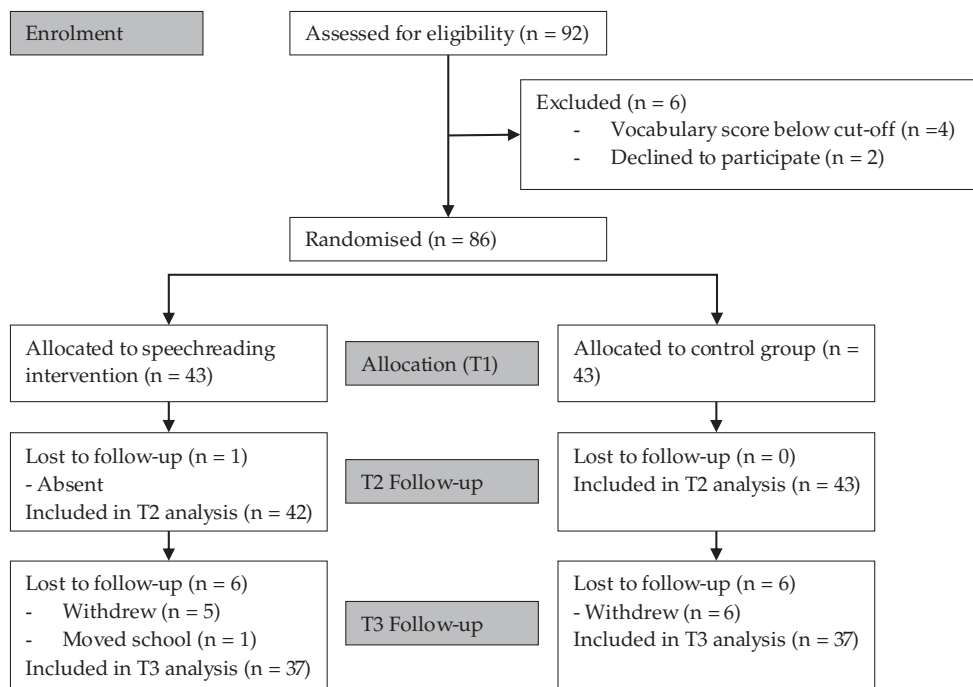 Enrolment
Assessed for eligibility (n = 92)
Excluded (n = 6)
- Vocabulary score below cut-off (n =4)
- Declined to participate (n = 2)
Randomised (n = 86)
Allocated to speechreading
intervention (n = 43)
Allocation (T1)
Allocated to control group (n =
43)
Lost to follow-up (n = 1)
- Absent
Included in T2 analysis (n = 42)
T2 Follow-up
Lost to follow-up (n = 0)
Included in T2 analysis (n = 43)
Lost to follow-up (n = 6)
- Withdrew (n = 5)
- Moved school (n = 1)
Included in T3 analysis (n = 37)
T3 Follow-up
Lost to follow-up (n = 6)
- Withdrew (n = 6)
Included in T3 analysis (n = 37)